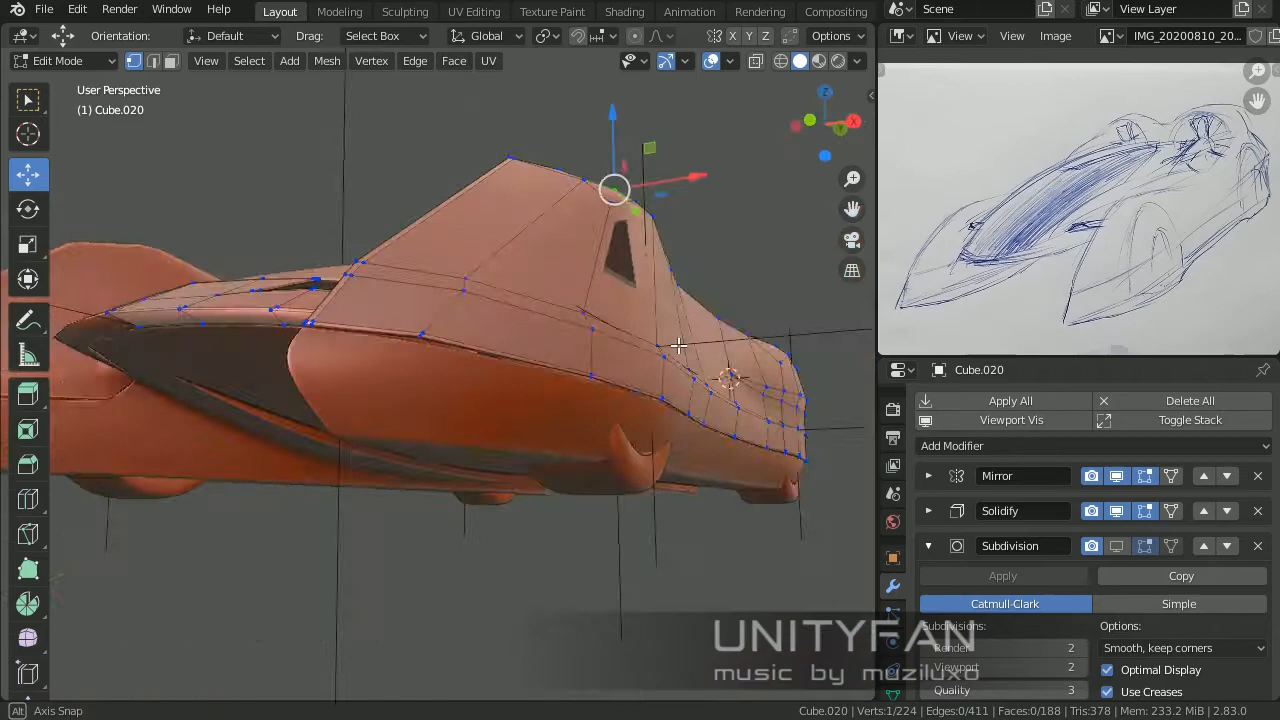 File Edit Render Window Help
Layout Modeling Sculpting UV Editing Texture Paint Shading Animation Rendering Compositing
Scene View Layer
Orientation: Default Drag: Select Box Global X Y Z Options
View View Image IMG_20200810_20...
Edit Mode View Select Add Mesh Vertex Edge Face UV
User Perspective
(1) Cube.020
Z
X
Y
Cube.020
Apply All Delete All
Viewport Vis Toggle Stack
Add Modifier
Mirror
Solidify
Subdivision
Apply Copy
Catmull-Clark Simple
Subdivisions: Options:
Render 2 Smooth, keep corners
Viewport 2 Optimal Display
Quality 3 Use Creases
UNITYFAN
music by muziluxo
Alt Axis Snap
Cube.020 | Verts:1/224 | Edges:0/411 | Faces:0/188 | Tris:378 | Mem: 233.2 MiB | 2.83.0